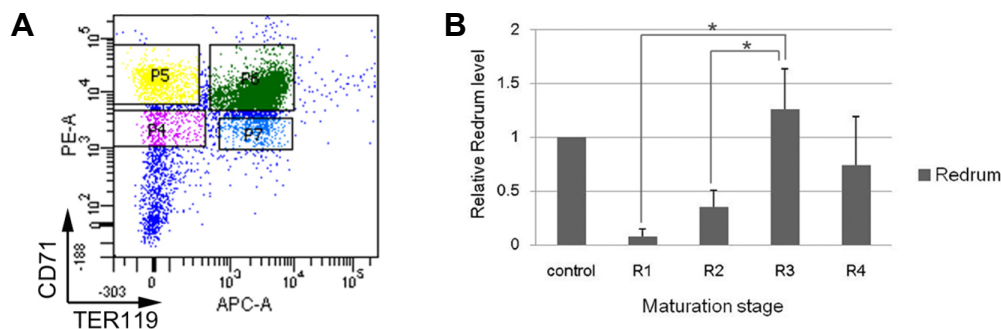 A
PE-A
CD71
10^5
10^4
10^3
10^2
0
-188
P5
P6
P4
P7
-303
0
10^3
10^4
10^5
APC-A
TER119
B
Relative Redrum level
2
1.5
1
0.5
0
*
*
control R1 R2 R3 R4
Maturation stage
Redrum